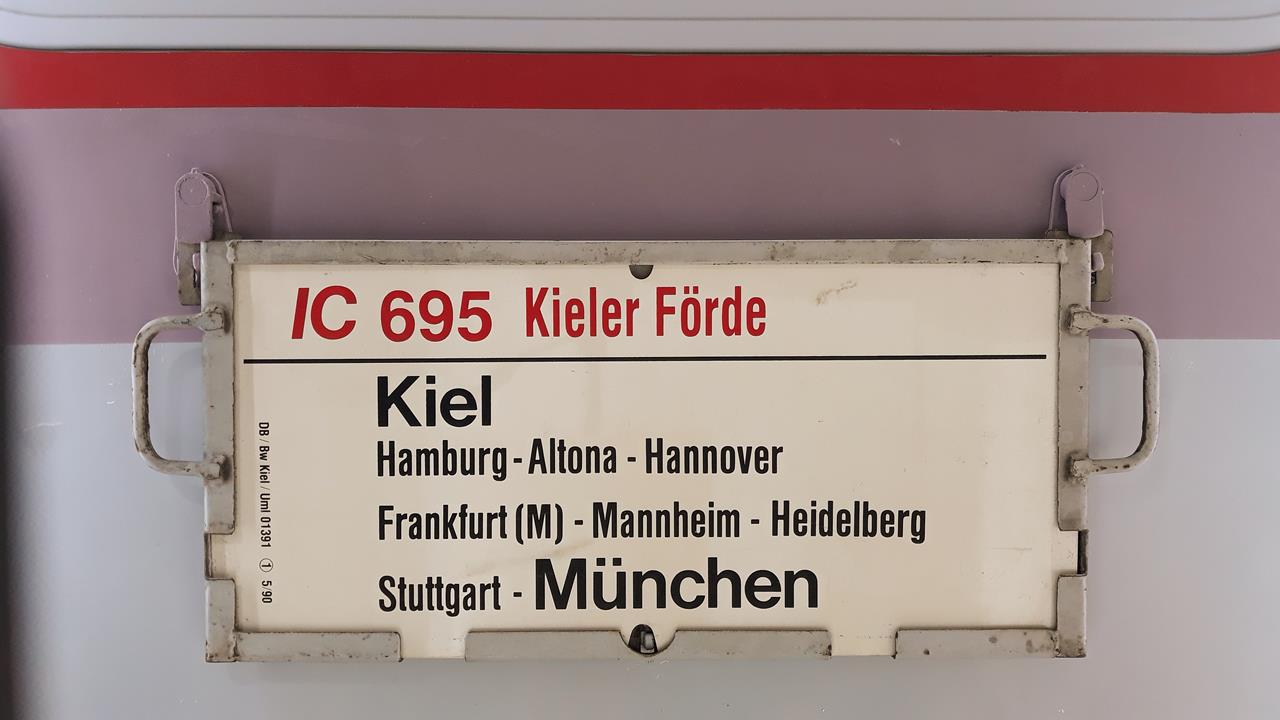 IC 695 Kieler Förde
Kiel
Hamburg - Altona - Hannover
Frankfurt (M) - Mannheim - Heidelberg
Stuttgart - München
DB / Bw Kiel / Uml 01391 ① 5/90